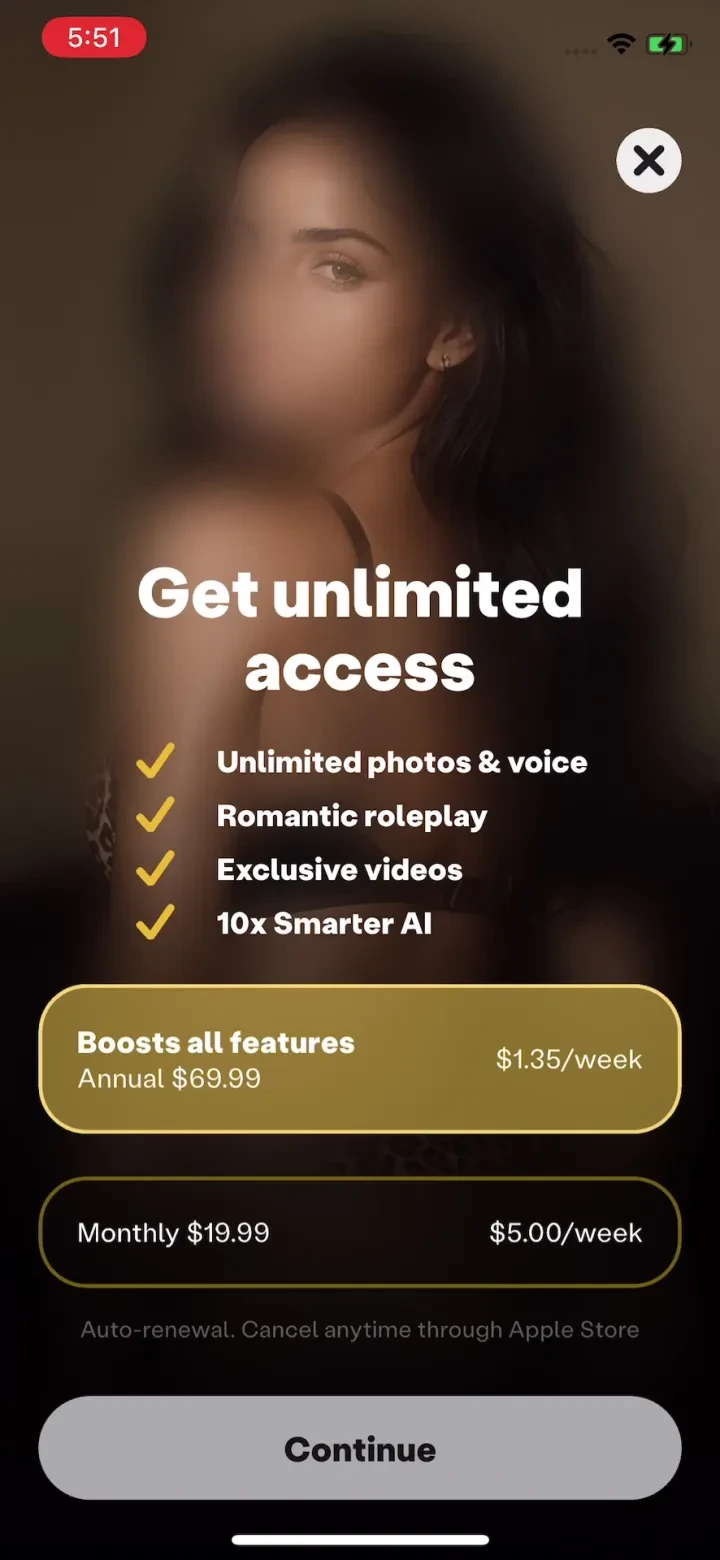 5:51
Get unlimited
access
Unlimited photos & voice
Romantic roleplay
Exclusive videos
10x Smarter AI
Boosts all features
Annual $69.99
$1.35/week
Monthly $19.99
$5.00/week
Auto-renewal. Cancel anytime through Apple Store
Continue